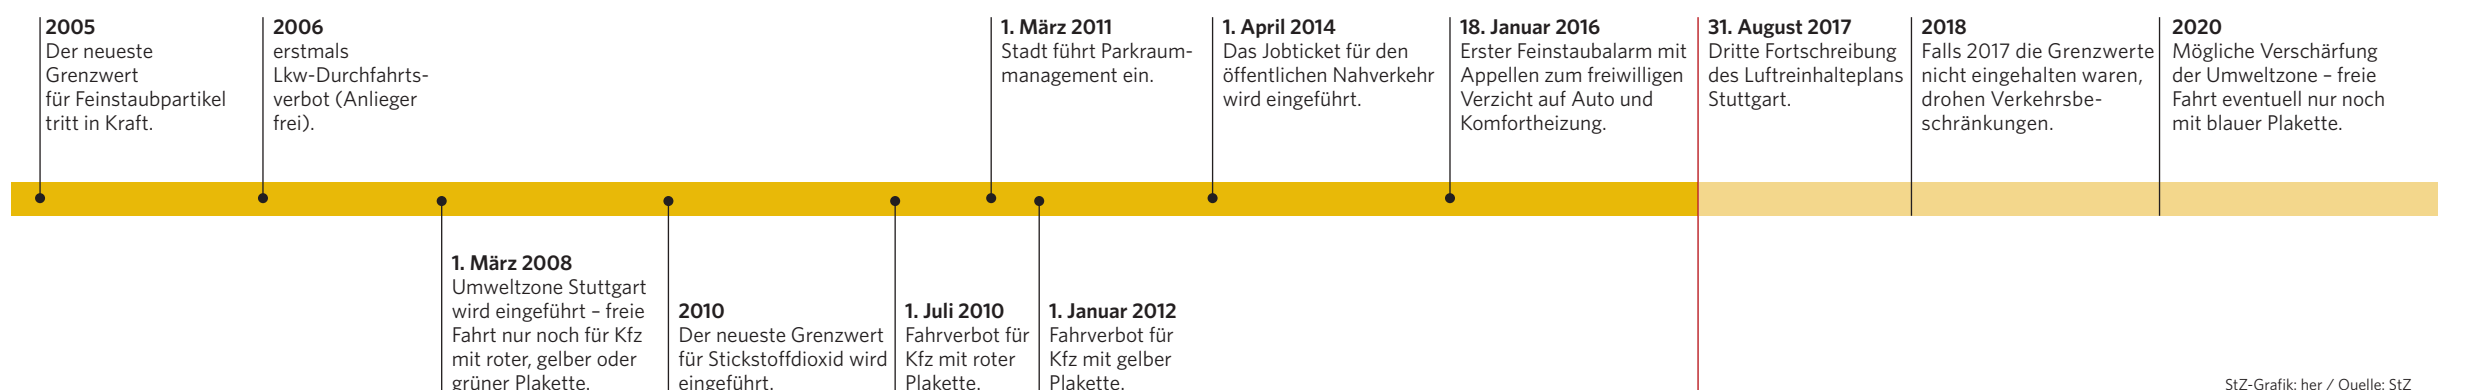 2005
Der neueste
Grenzwert
für Feinstaubpartikel
tritt in Kraft.
2006
erstmals
Lkw-Durchfahrts-
verbot (Anlieger
frei).
1. März 2011
Stadt führt Parkraum-
management ein.
1. April 2014
Das Jobticket für den
öffentlichen Nahverkehr
wird eingeführt.
18. Januar 2016
Erster Feinstaubalarm mit
Appellen zum freiwilligen
Verzicht auf Auto und
Komfortheizung.
31. August 2017
Dritte Fortschreibung
des Luftreinhalteplans
Stuttgart.
2018
Falls 2017 die Grenzwerte
nicht eingehalten waren,
drohen Verkehrsbe-
schränkungen.
2020
Mögliche Verschärfung
der Umweltzone – freie
Fahrt eventuell nur noch
mit blauer Plakette.
1. März 2008
Umweltzone Stuttgart
wird eingeführt – freie
Fahrt nur noch für Kfz
mit roter, gelber oder
grüner Plakette.
2010
Der neueste Grenzwert
für Stickstoffdioxid wird
eingeführt.
1. Juli 2010
Fahrverbot für
Kfz mit roter
Plakette.
1. Januar 2012
Fahrverbot für
Kfz mit gelber
Plakette.
StZ-Grafik: her / Quelle: StZ